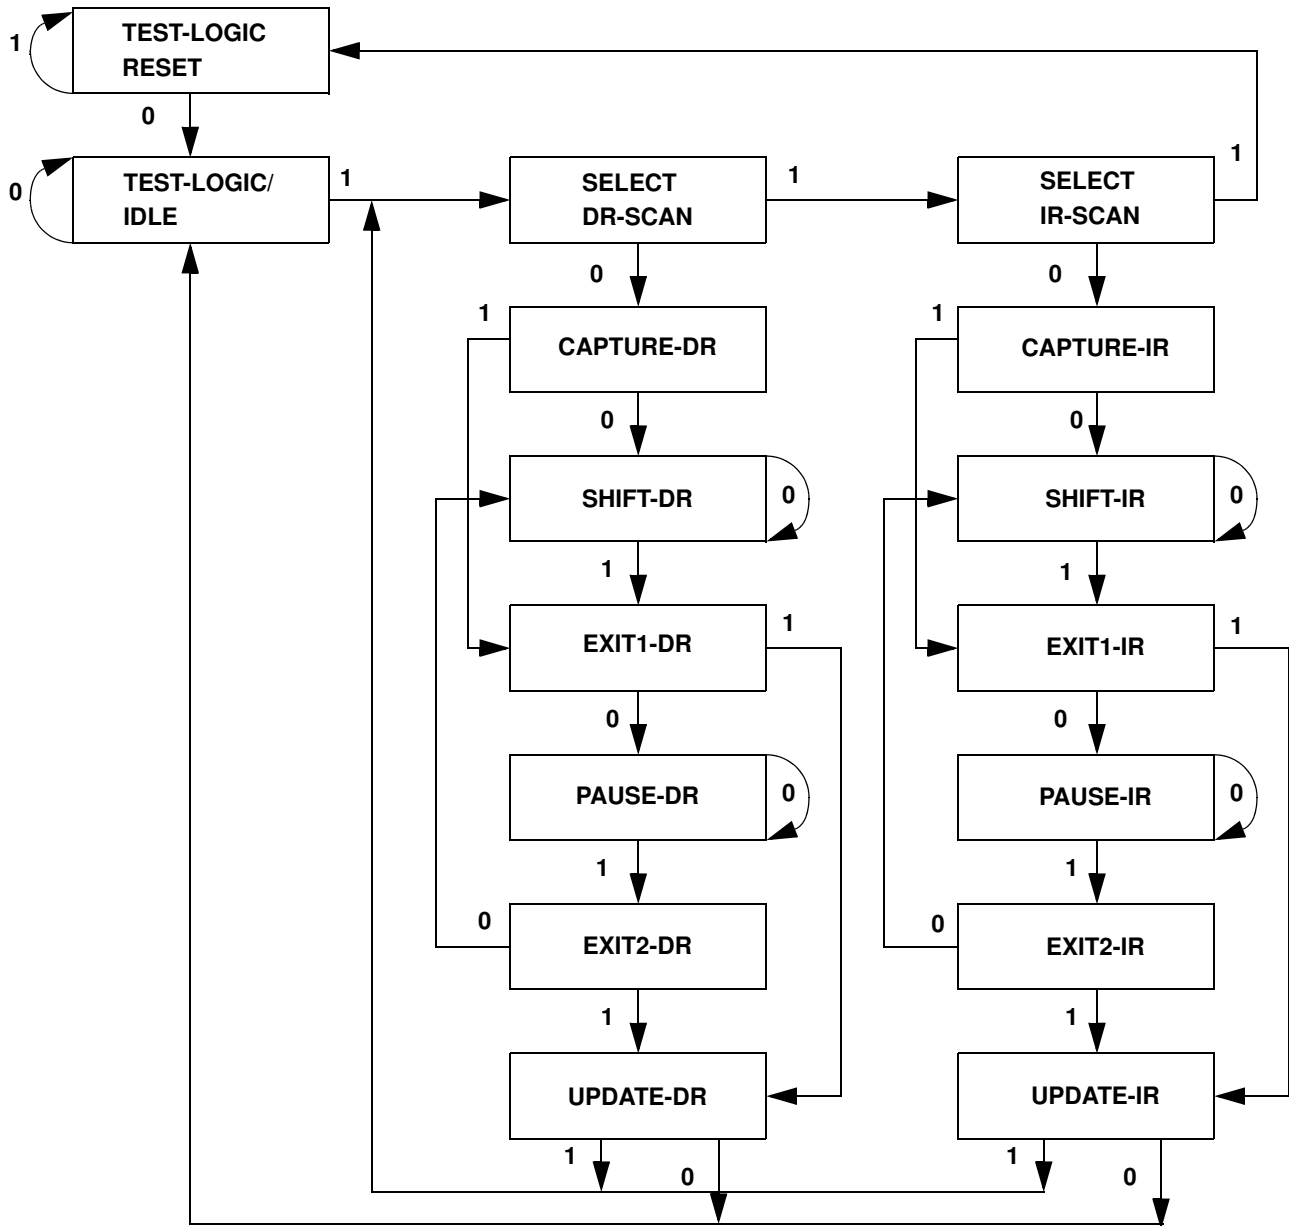 TEST-LOGIC
RESET
1
0
TEST-LOGIC/
IDLE
0
1
SELECT
DR-SCAN
1
SELECT
IR-SCAN
1
0
0
1
CAPTURE-DR
1
CAPTURE-IR
0
0
SHIFT-DR
0
SHIFT-IR
0
1
1
EXIT1-DR
1
EXIT1-IR
1
0
0
PAUSE-DR
0
PAUSE-IR
0
1
1
0
EXIT2-DR
0
EXIT2-IR
1
1
UPDATE-DR
UPDATE-IR
1
0
1
0